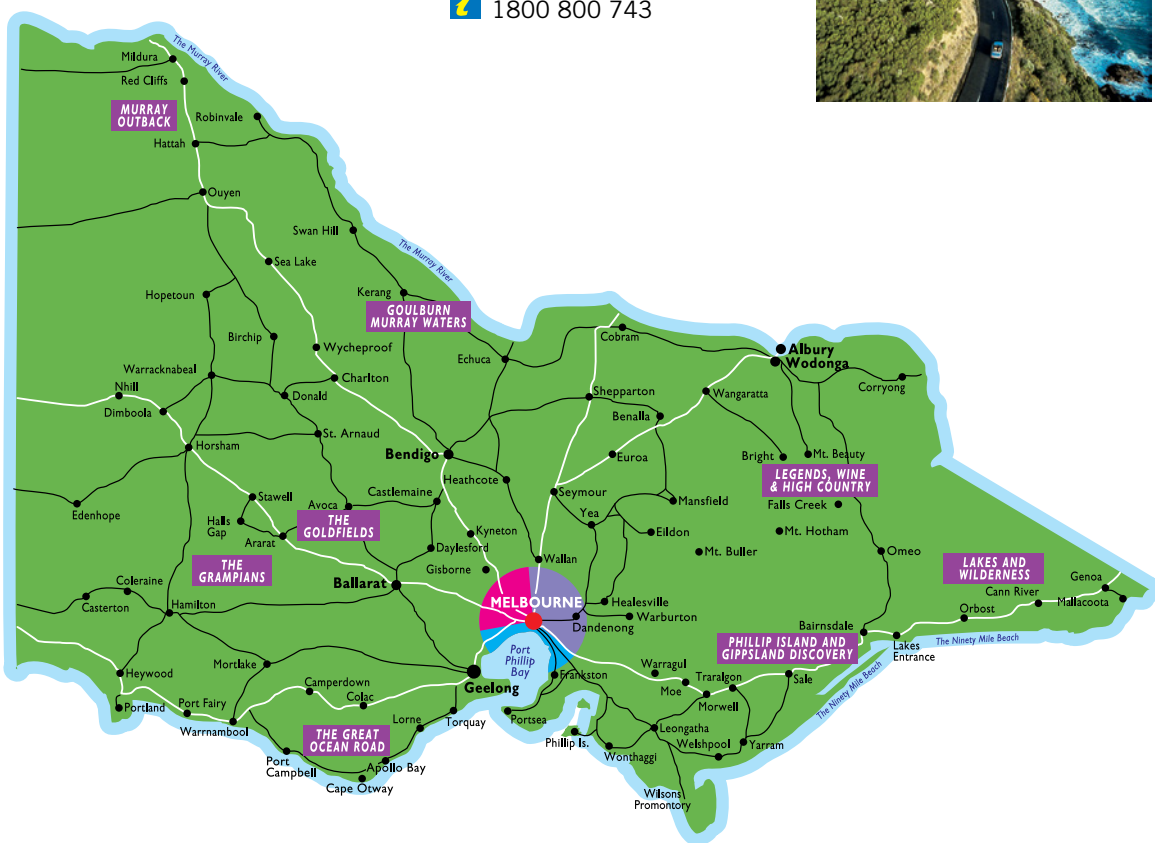 i 1800 800 743
The Murray River
Mildura
Red Cliffs
MURRAY
OUTBACK
Robinvale
Hattah
Ouyen
Swan Hill
The Murray River
Sea Lake
Hopetoun
Kerang
GOULBURN
MURRAY WATERS
Birchip
Wycheproof
Echuca
Cobram
Albury
Wodonga
Warracknabeal
Charlton
Corryong
Nhill
Dimboola
Donald
Shepparton
Wangaratta
Benalla
St. Arnaud
Horsham
Bendigo
Euroa
Bright
Mt. Beauty
LEGENDS, WINE
& HIGH COUNTRY
Heathcote
Castlemaine
Seymour
Mansfield
Falls Creek
Stawell
Avoca
Edenhope
THE
GOLDFIELDS
Halls
Gap
Ararat
Yea
Kyneton
Eildon
Mt. Hotham
Daylesford
Mt. Buller
Omeo
Wallan
Gisborne
THE
GRAMPIANS
LAKES AND
WILDERNESS
Ballarat
Coleraine
Casterton
Genoa
Cann River
Mallacoota
Hamilton
MELBOURNE
Healesville
Warburton
Orbost
Dandenong
Bairnsdale
PHILLIP ISLAND AND
GIPPSLAND DISCOVERY
Lakes
Entrance
The Ninety Mile Beach
Port
Phillip
Bay
Mortlake
Heywood
Geelong
Frankston
Warragul
Moe
Traralgon
Morwell
Sale
The Ninety Mile Beach
Camperdown
Colac
Port Fairy
Portland
Warrnambool
Lorne
Torquay
Portsea
Leongatha
Phillip Is.
Welshpool
Yarram
Wonthaggi
THE GREAT
OCEAN ROAD
Port
Campbell
Apollo Bay
Cape Otway
Wilsons
Promontory